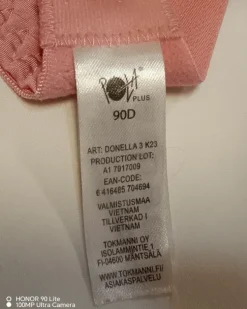 POLA
PLUS
90D
ART: DONELLA 3 K23
PRODUCTION LOT:
A1 7917009
EAN-CODE:
6 416485 704694
VALMISTUSMAA
VIETNAM
TILLVERKAD I
VIETNAM
TOKMANNI OY
ISOLAMMINTIE 1
FI-04600 MÄNTSÄLÄ
WWW.TOKMANNI.FI/
ASIAKASPALVELU
HONOR 90 Lite
100MP Ultra Camera